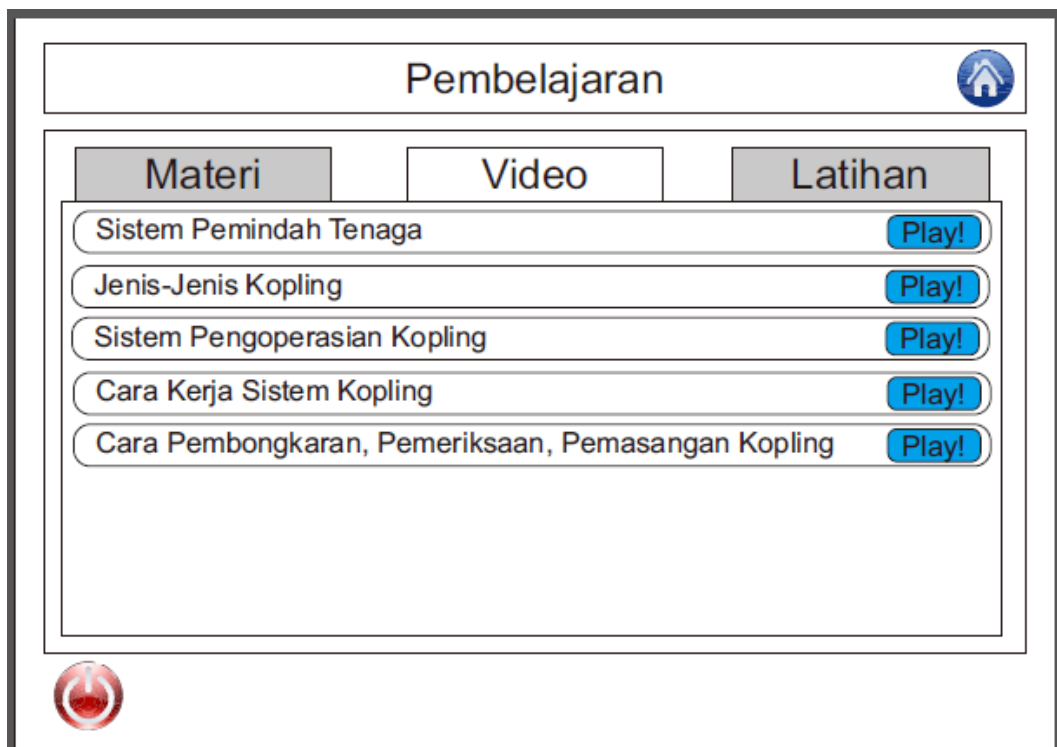 Pembelajaran
Materi Video Latihan
Sistem Pemindah Tenaga Play!
Jenis-Jenis Kopling Play!
Sistem Pengoperasian Kopling Play!
Cara Kerja Sistem Kopling Play!
Cara Pembongkaran, Pemeriksaan, Pemasangan Kopling Play!